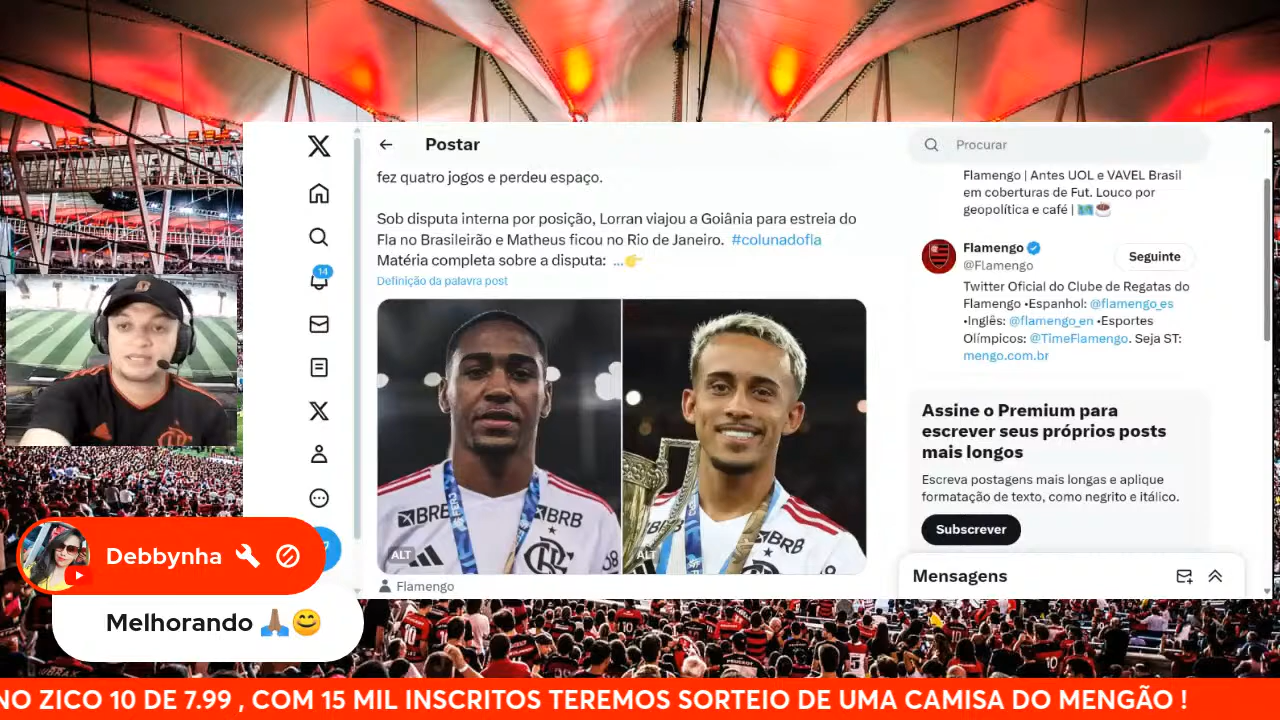 Postar
fez quatro jogos e perdeu espaço.
Sob disputa interna por posição, Lorran viajou a Goiânia para estreia do
Fla no Brasileirão e Matheus ficou no Rio de Janeiro. #colunadofla
Matéria completa sobre a disputa: ...👉
Definição da palavra post
BRB
BRB
BRB
ALT
ALT
Flamengo
14
Procurar
Flamengo | Antes UOL e VAVEL Brasil
em coberturas de Fut. Louco por
geopolítica e café | 🗺️☕
Flamengo
@Flamengo
Seguinte
Twitter Oficial do Clube de Regatas do
Flamengo •Espanhol: @flamengo_es
•Inglês: @flamengo_en •Esportes
Olímpicos: @TimeFlamengo. Seja ST:
mengo.com.br
Assine o Premium para
escrever seus próprios posts
mais longos
Escreva postagens mais longas e aplique
formatação de texto, como negrito e itálico.
Subscrever
Mensagens
Debbynha
Melhorando 🙏🏽😊
NO ZICO 10 DE 7.99 , COM 15 MIL INSCRITOS TEREMOS SORTEIO DE UMA CAMISA DO MENGÃO !